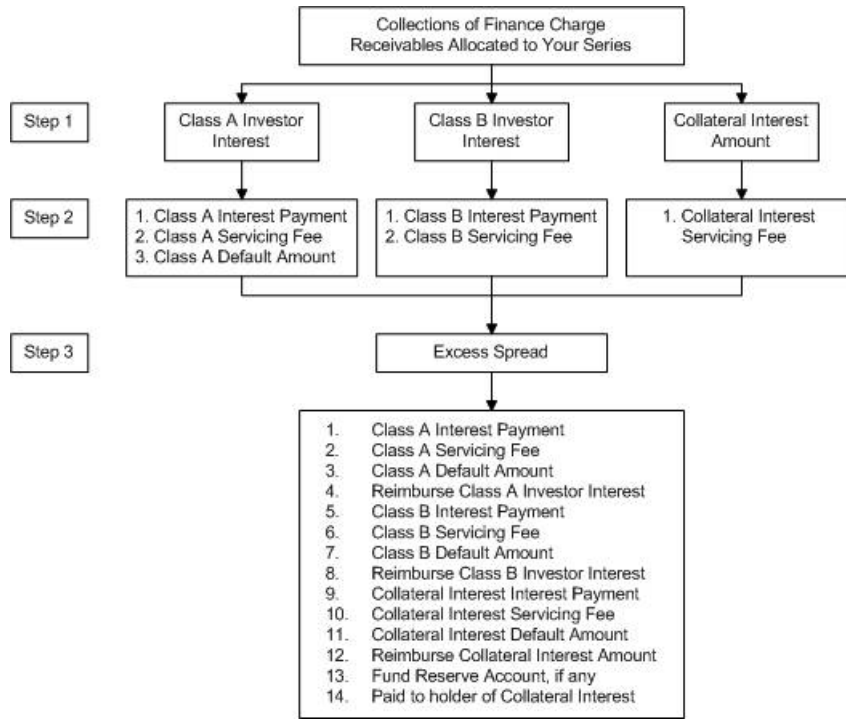 Collections of Finance Charge
Receivables Allocated to Your Series
Step 1
Class A Investor
Interest
Class B Investor
Interest
Collateral Interest
Amount
Step 2
1. Class A Interest Payment
2. Class A Servicing Fee
3. Class A Default Amount
1. Class B Interest Payment
2. Class B Servicing Fee
1. Collateral Interest
Servicing Fee
Step 3
Excess Spread
1. Class A Interest Payment
2. Class A Servicing Fee
3. Class A Default Amount
4. Reimburse Class A Investor Interest
5. Class B Interest Payment
6. Class B Servicing Fee
7. Class B Default Amount
8. Reimburse Class B Investor Interest
9. Collateral Interest Interest Payment
10. Collateral Interest Servicing Fee
11. Collateral Interest Default Amount
12. Reimburse Collateral Interest Amount
13. Fund Reserve Account, if any
14. Paid to holder of Collateral Interest